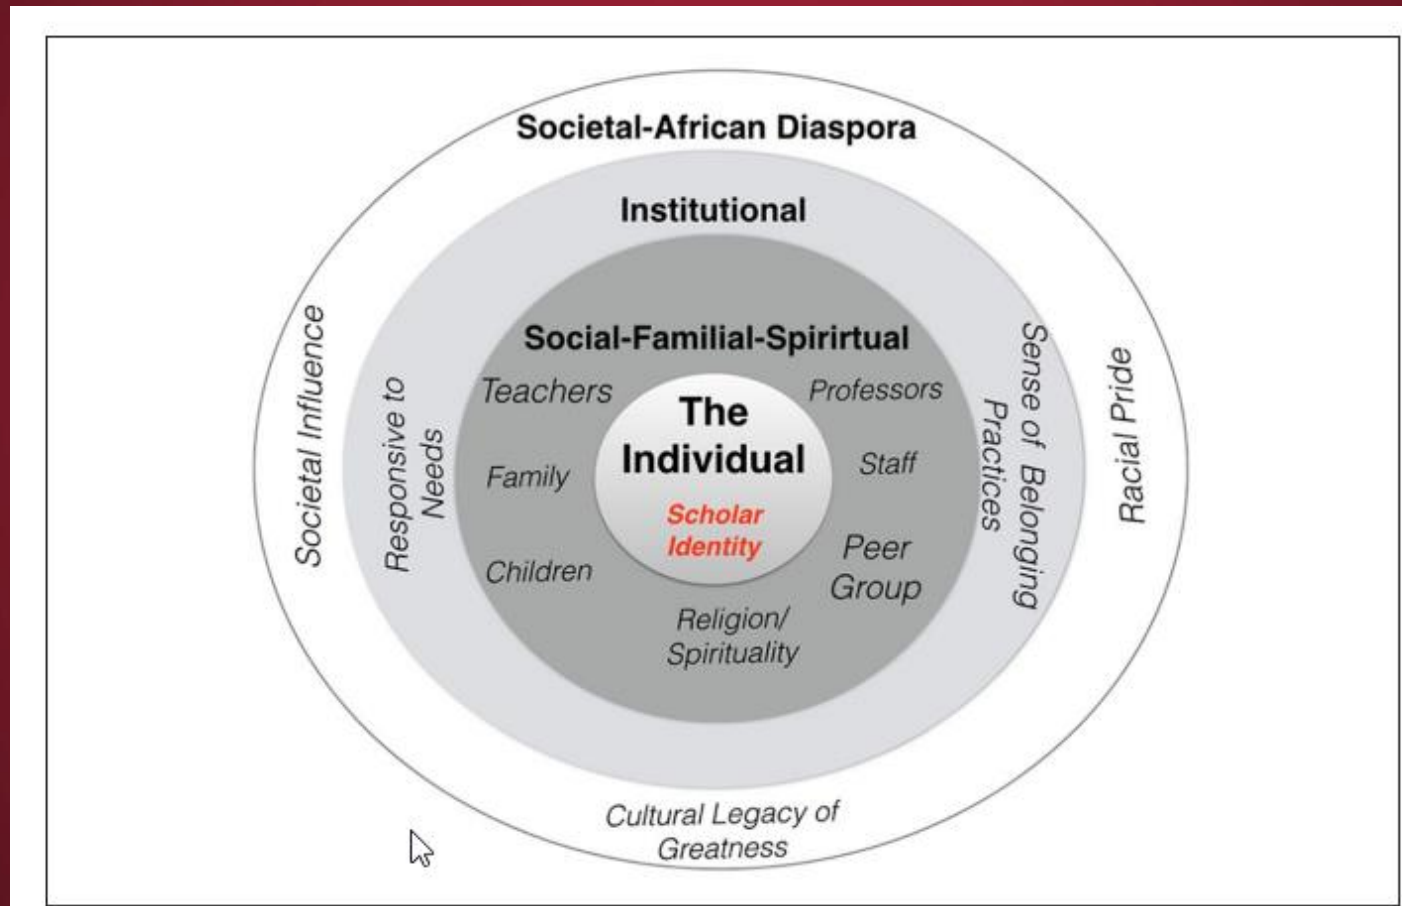 Societal-African Diaspora
Institutional
Social-Familial-Spirirtual
Teachers
Professors
The
Individual
Scholar
Identity
Family
Staff
Children
Peer
Group
Religion/
Spirituality
Responsive to
Needs
Sense of Belonging
Practices
Societal Influence
Racial Pride
Cultural Legacy of
Greatness